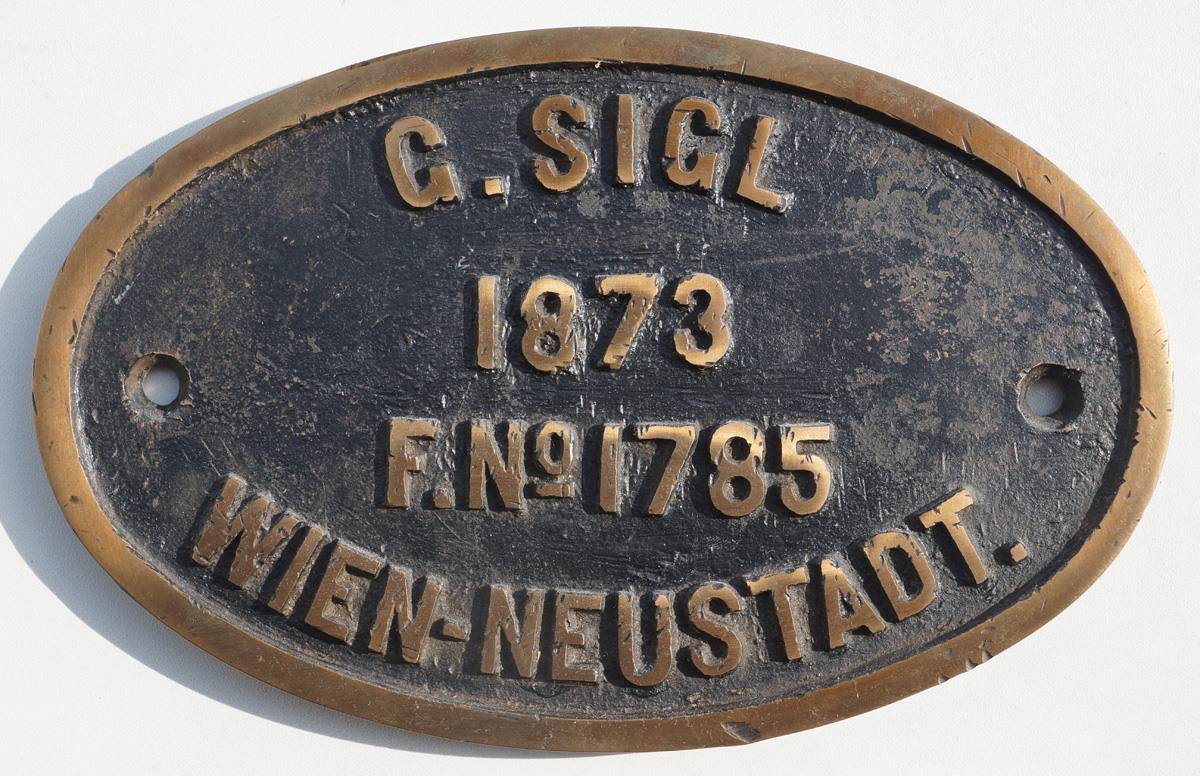 G. SIGL
1873
F. Nº 1785
WIEN-NEUSTADT.